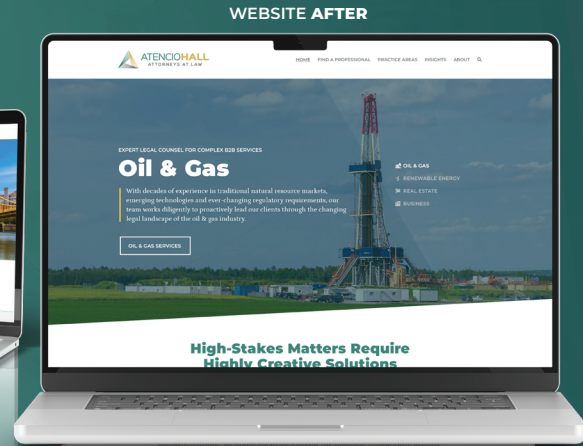 WEBSITE AFTER
ATENCIOHALL
ATTORNEYS AT LAW
HOME FIND A PROFESSIONAL PRACTICE AREAS INSIGHTS ABOUT
EXPERT LEGAL COUNSEL FOR COMPLEX B2B SERVICES
Oil & Gas
With decades of experience in traditional natural resource markets,
emerging technologies and ever-changing regulatory requirements, our
team works diligently to proactively lead our clients through the changing
legal landscape of the oil & gas industry.
OIL & GAS SERVICES
OIL & GAS
RENEWABLE ENERGY
REAL ESTATE
BUSINESS
High-Stakes Matters Require
Highly Creative Solutions